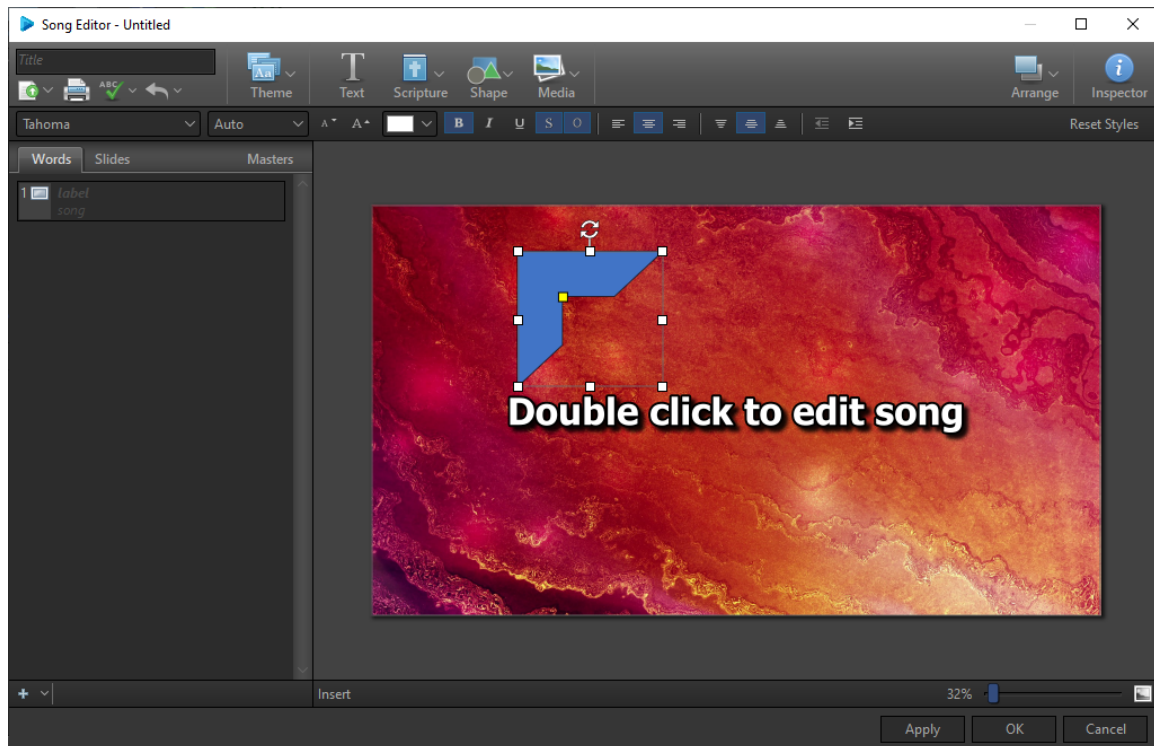 Song Editor - Untitled
Title
Theme
Text
Scripture
Shape
Media
Arrange
Inspector
Tahoma
Auto
A
A
B
I
U
S
O
Reset Styles
Words
Slides
Masters
1
label
song
Double click to edit song
Insert
32%
Apply
OK
Cancel